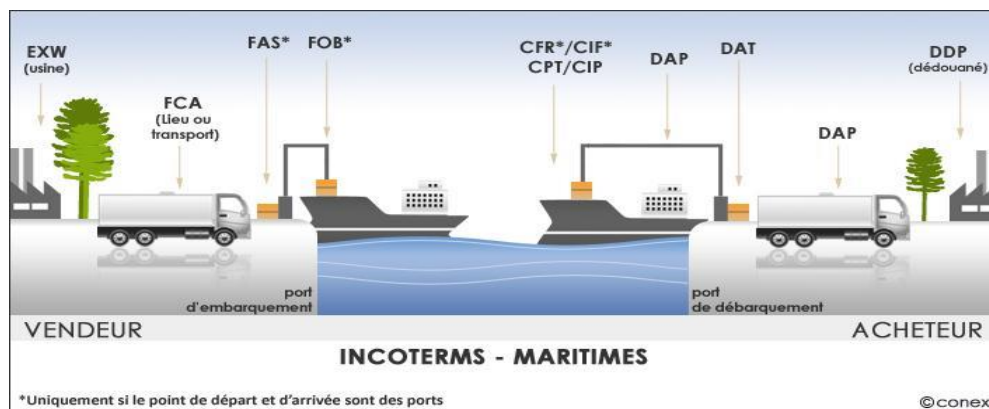 EXW
(usine)
FCA
(Lieu ou
transport)
FAS*
FOB*
CFR*/CIF*
CPT/CIP
DAP
DAT
DAP
DDP
(dédouané)
port
d'embarquement
port
de débarquement
VENDEUR
ACHETEUR
INCOTERMS - MARITIMES
*Uniquement si le point de départ et d'arrivée sont des ports
©conex